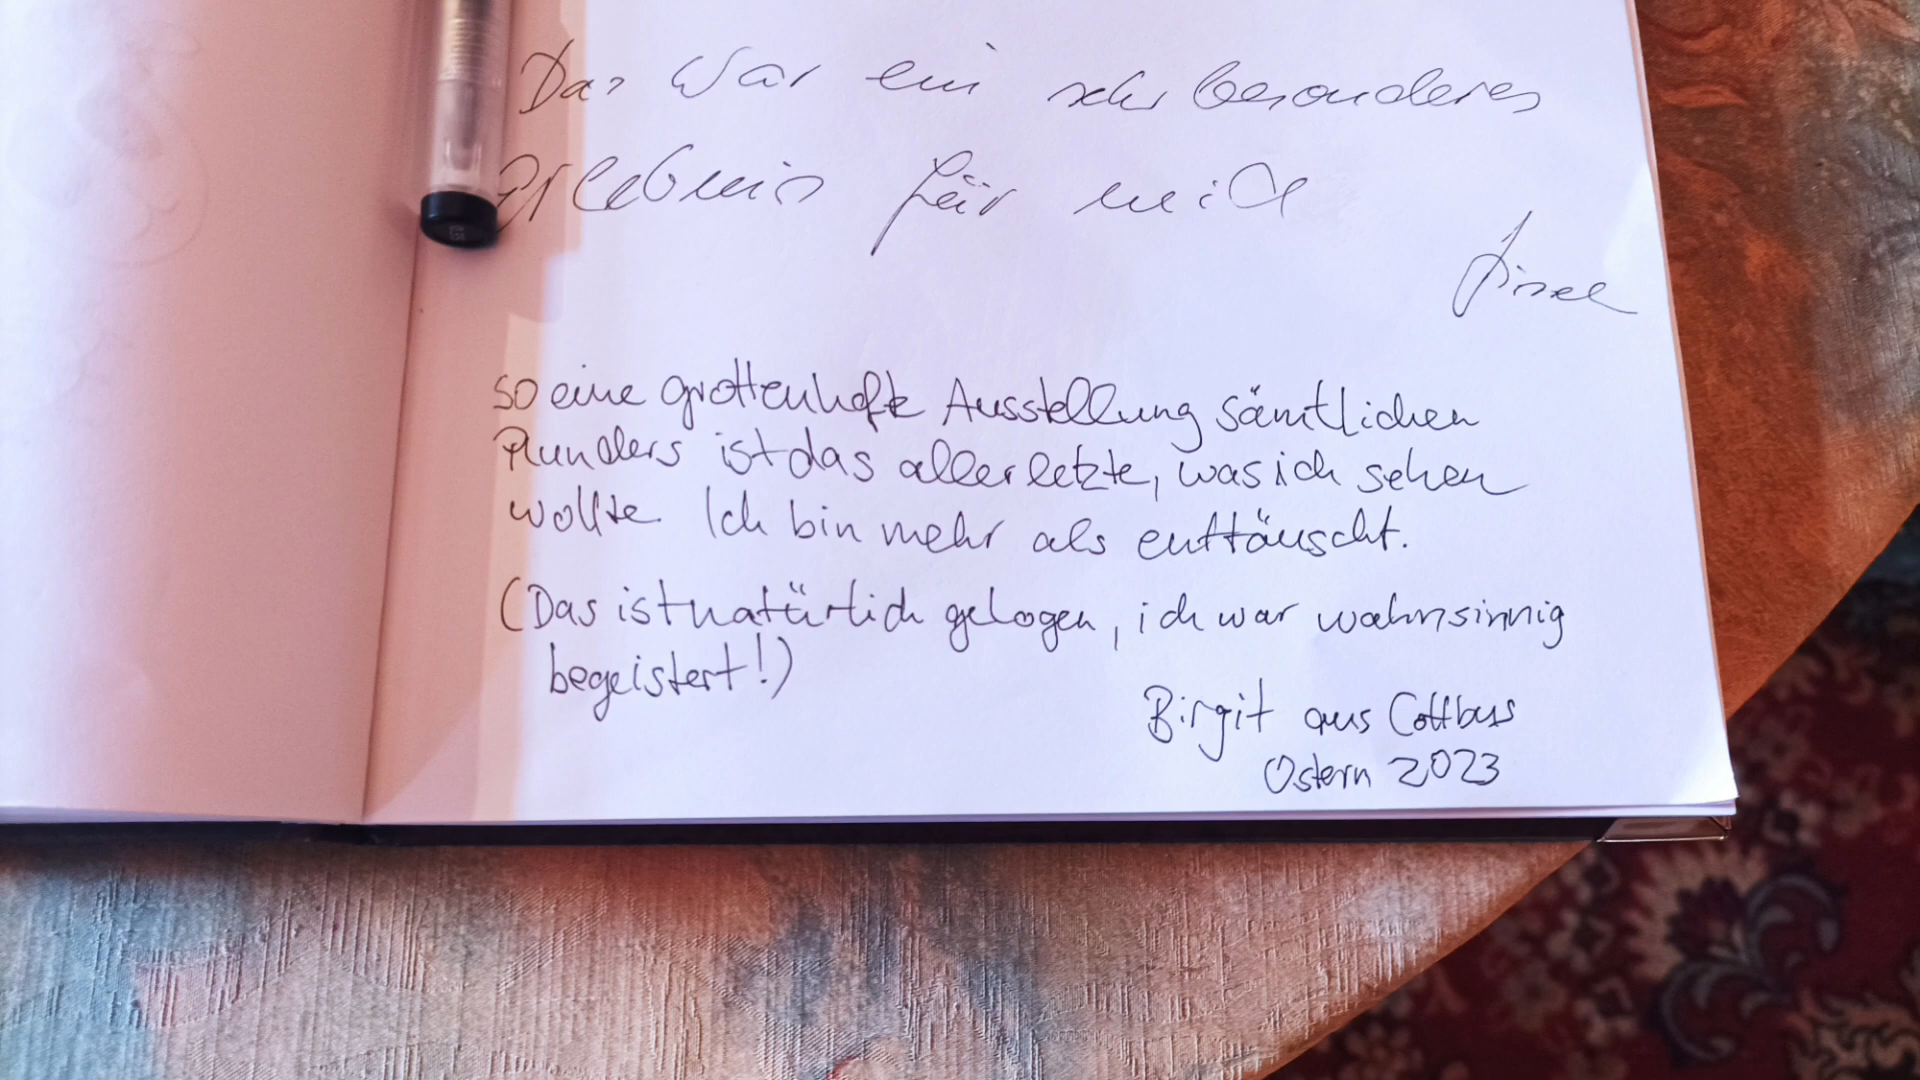 Das war ein sehr besonderes
Erlebnis für mich
so eine grottenhafte Ausstellung sämtlichen
Plunders ist das allerletzte, was ich sehen
wollte. Ich bin mehr als enttäuscht.
(Das ist natürlich gelogen, ich war wahnsinnig
begeistert!)
Birgit aus Cottbus
Ostern 2023